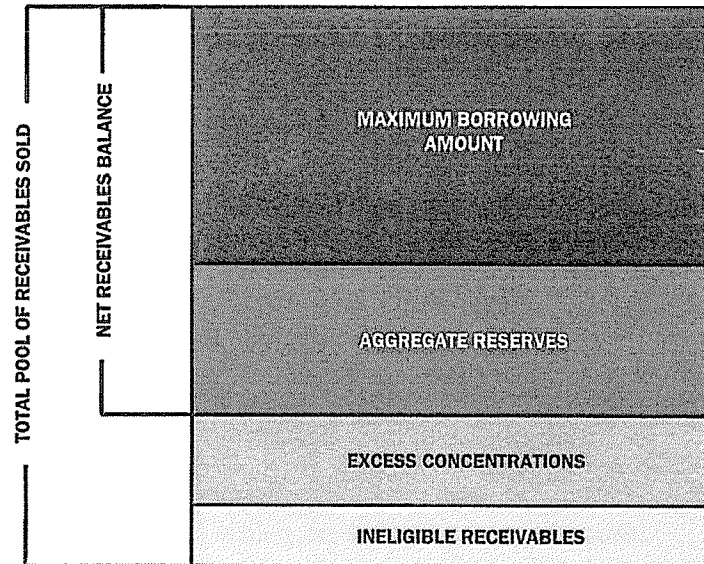 TOTAL POOL OF RECEIVABLES SOLD
NET RECEIVABLES BALANCE
MAXIMUM BORROWING
AMOUNT
AGGREGATE RESERVES
EXCESS CONCENTRATIONS
INELIGIBLE RECEIVABLES